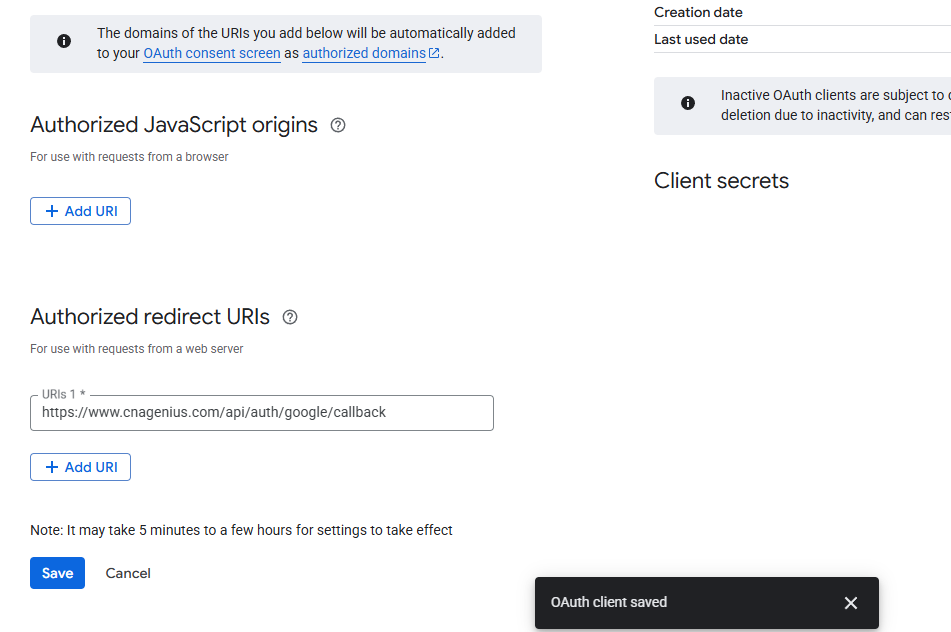 The domains of the URIs you add below will be automatically added
to your OAuth consent screen as authorized domains.
Authorized JavaScript origins
For use with requests from a browser
+ Add URI
Authorized redirect URIs
For use with requests from a web server
URIs 1 *
https://www.cnagenius.com/api/auth/google/callback
+ Add URI
Note: It may take 5 minutes to a few hours for settings to take effect
Save Cancel
Creation date
Last used date
Inactive OAuth clients are subject to
deletion due to inactivity, and can
Client secrets
OAuth client saved